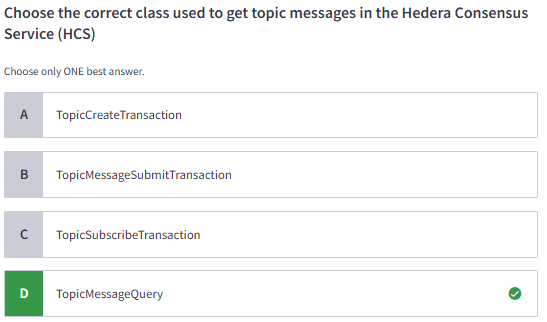 Choose the correct class used to get topic messages in the Hedera Consensus
Service (HCS)
Choose only ONE best answer.
A TopicCreateTransaction
B TopicMessageSubmitTransaction
C TopicSubscribeTransaction
D TopicMessageQuery